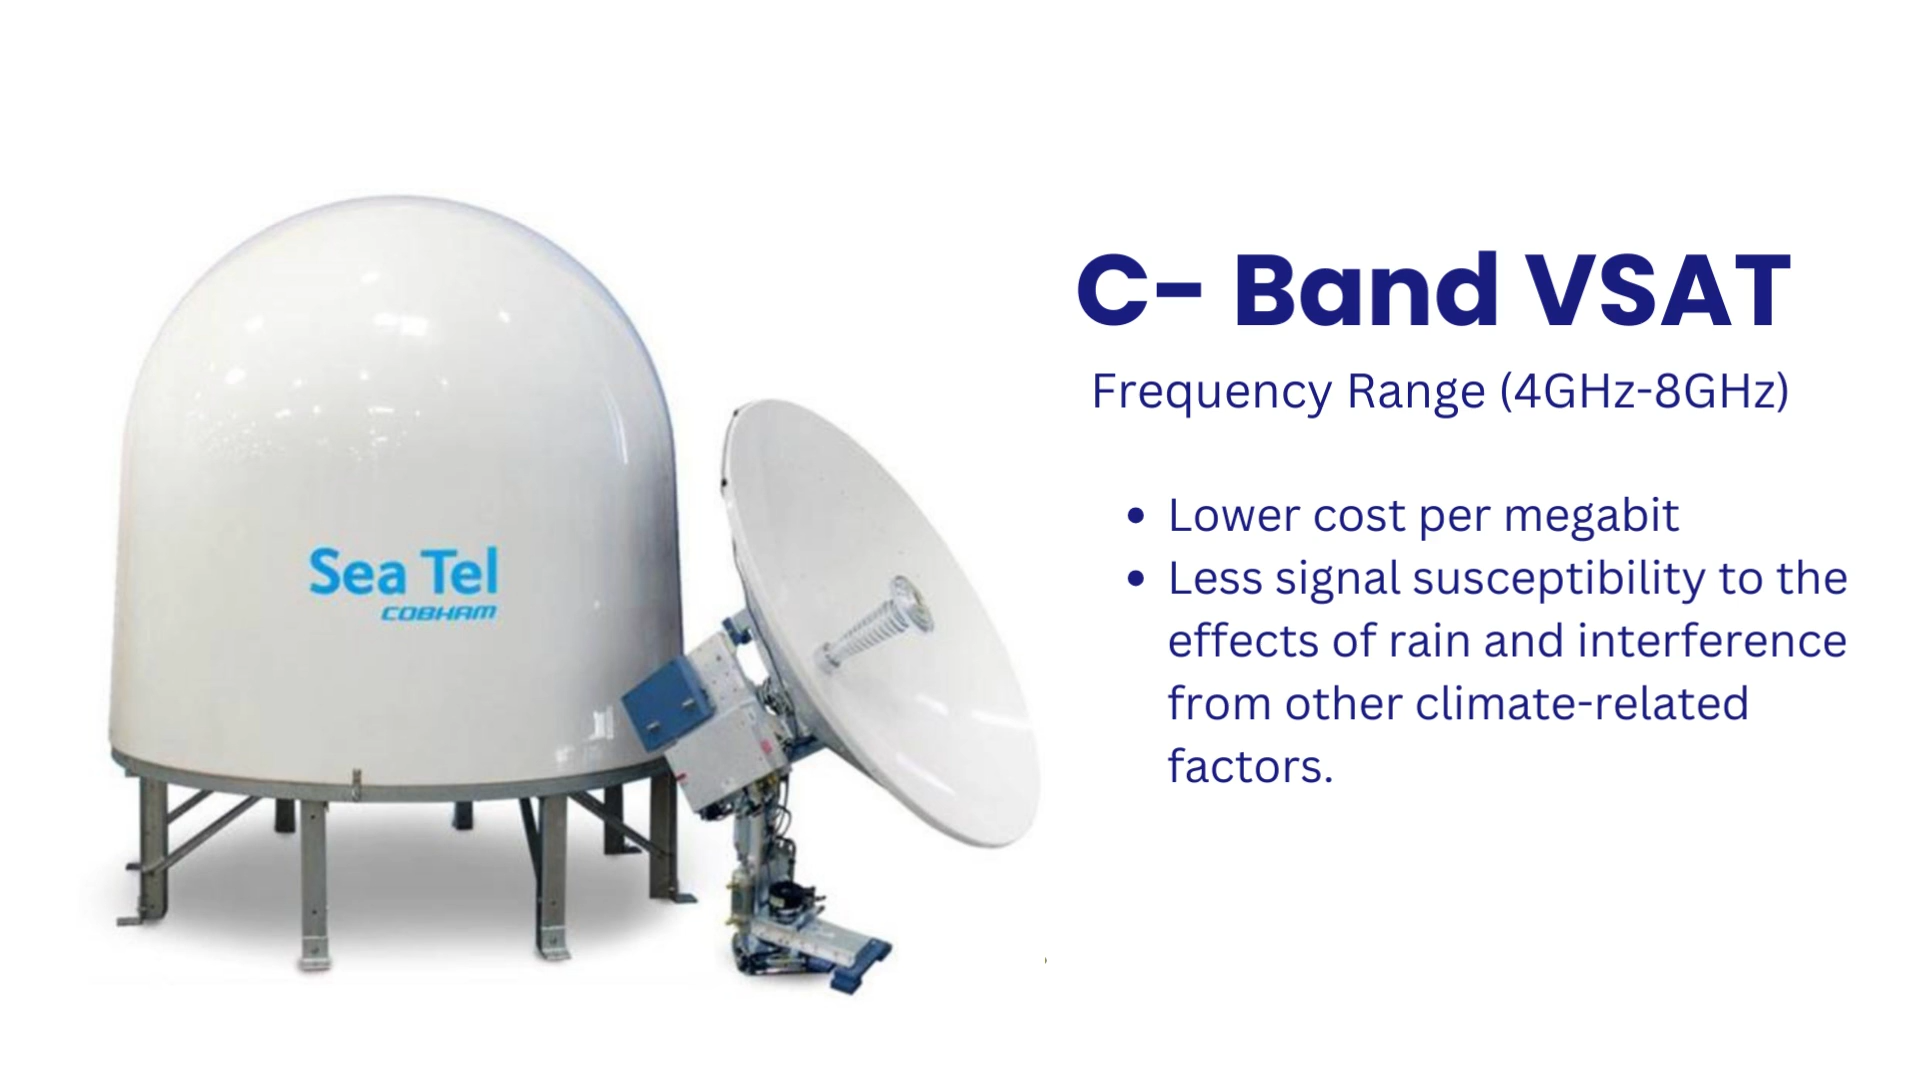 C- Band VSAT
Frequency Range (4GHz-8GHz)
• Lower cost per megabit
• Less signal susceptibility to the
effects of rain and interference
from other climate-related
factors.
Sea Tel
COBHAM